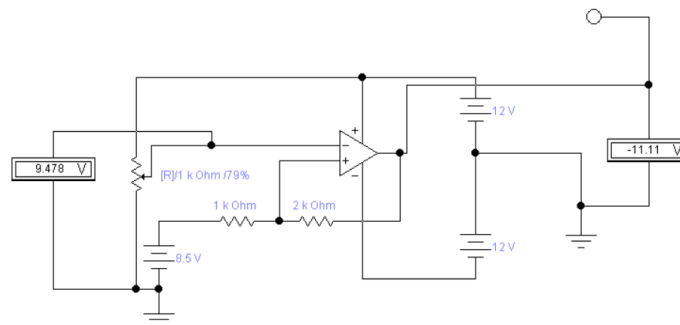 12 V
9.478 V
-11.11 V
[R]/1 k Ohm /79%
1 k Ohm
2 k Ohm
8.5 V
12 V